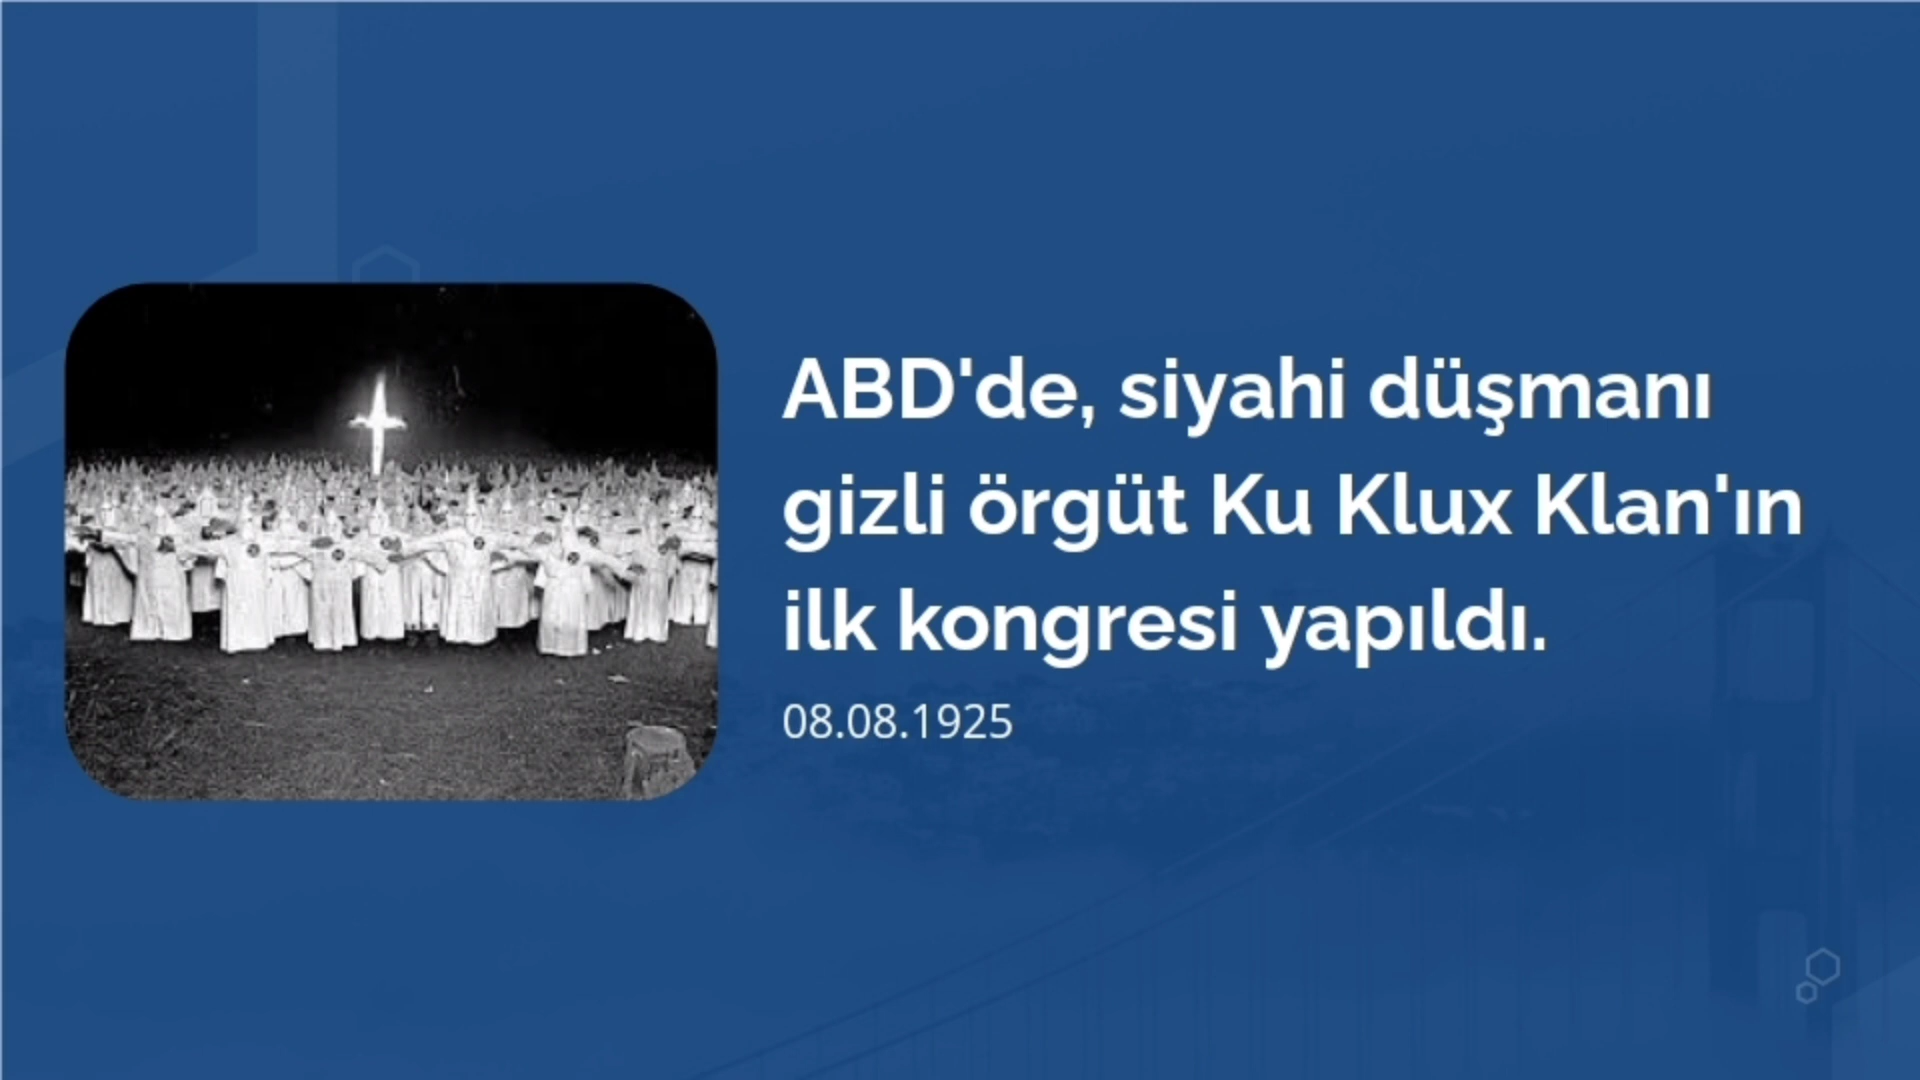 ABD'de, siyahi düşmanı
gizli örgüt Ku Klux Klan'ın
ilk kongresi yapıldı.
08.08.1925